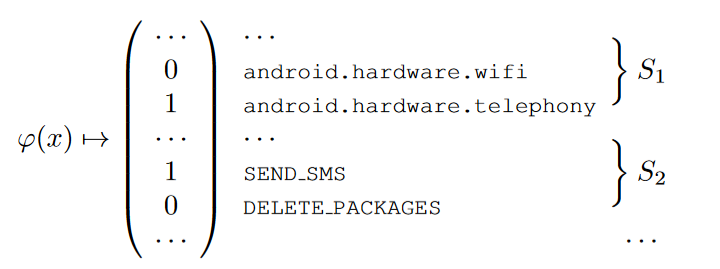 ... ...
0 android.hardware.wifi
1 android.hardware.telephony S₁
φ(x) ↦ ... ...
1 SEND_SMS S₂
0 DELETE_PACKAGES
... ...